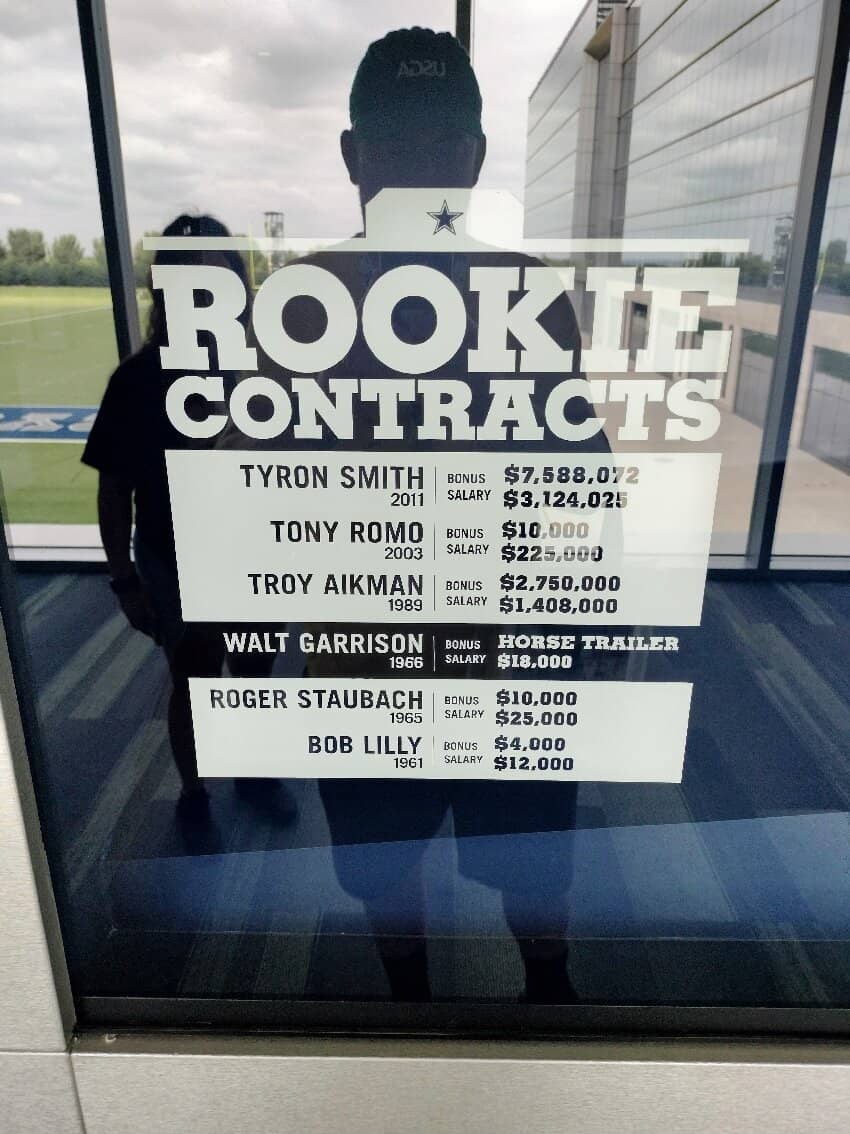 USGA
ROOKIE
CONTRACTS
TYRON SMITH BONUS $7,588,072
2011 SALARY $3,124,025
TONY ROMO BONUS $10,000
2003 SALARY $225,000
TROY AIKMAN BONUS $2,750,000
1989 SALARY $1,408,000
WALT GARRISON BONUS HORSE TRAILER
1966 SALARY $18,000
ROGER STAUBACH BONUS $10,000
1965 SALARY $25,000
BOB LILLY BONUS $4,000
1961 SALARY $12,000